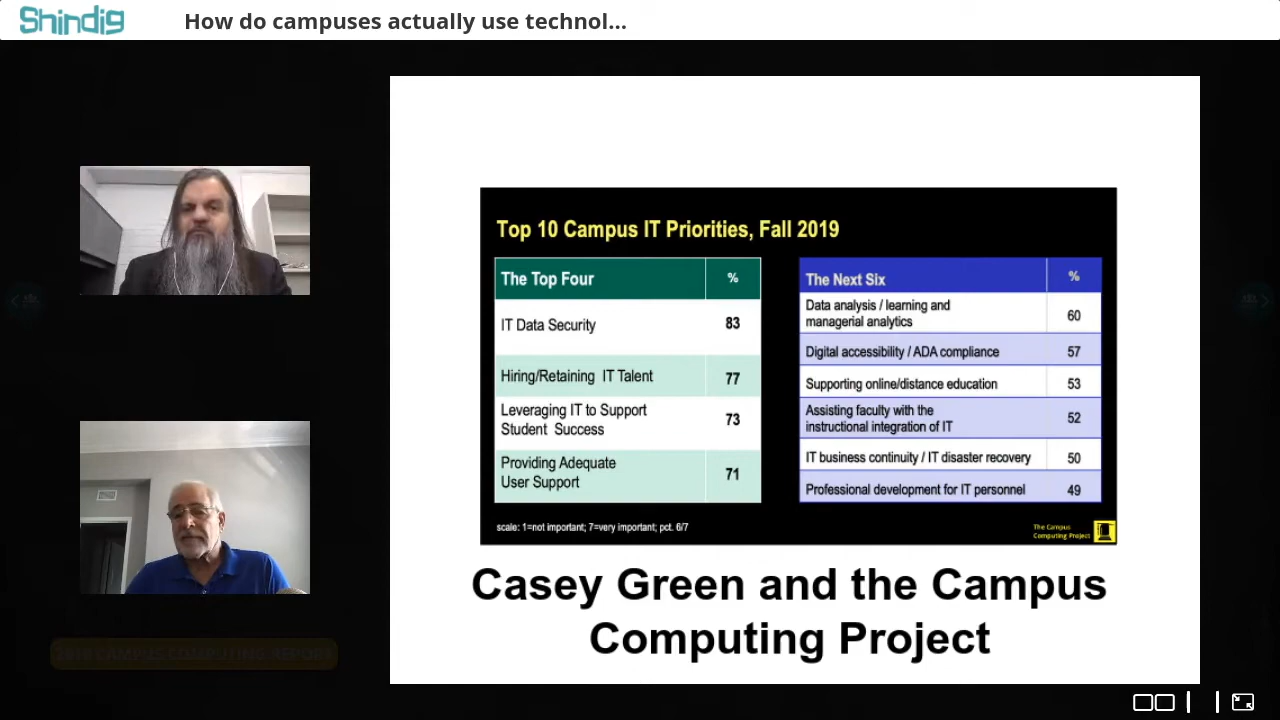 Shindig
How do campuses actually use technol...
Top 10 Campus IT Priorities, Fall 2019
The Top Four %
IT Data Security 83
Hiring/Retaining IT Talent 77
Leveraging IT to Support
Student Success 73
Providing Adequate
User Support 71
The Next Six %
Data analysis / learning and
managerial analytics 60
Digital accessibility / ADA compliance 57
Supporting online/distance education 53
Assisting faculty with the
instructional integration of IT 52
IT business continuity / IT disaster recovery 50
Professional development for IT personnel 49
scale: 1=not important; 7=very important; pct. 6/7
The Campus
Computing Project
Casey Green and the Campus
Computing Project
2019 CAMPUS COMPUTING REPORT